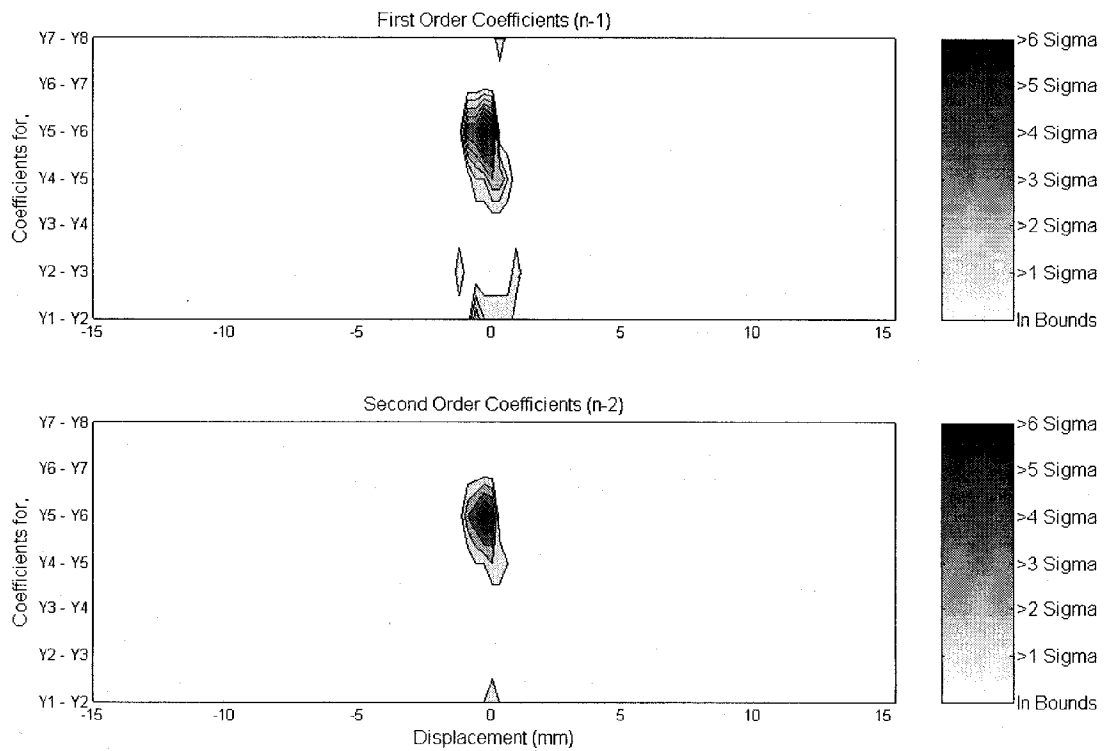 First Order Coefficients (n-1)
Coefficients for,
Y7 - Y8
Y6 - Y7
Y5 - Y6
Y4 - Y5
Y3 - Y4
Y2 - Y3
Y1 - Y2
-15
-10
-5
0
5
10
15
>6 Sigma
>5 Sigma
>4 Sigma
>3 Sigma
>2 Sigma
>1 Sigma
In Bounds
Second Order Coefficients (n-2)
Coefficients for,
Y7 - Y8
Y6 - Y7
Y5 - Y6
Y4 - Y5
Y3 - Y4
Y2 - Y3
Y1 - Y2
-15
-10
-5
0
5
10
15
Displacement (mm)
>6 Sigma
>5 Sigma
>4 Sigma
>3 Sigma
>2 Sigma
>1 Sigma
In Bounds